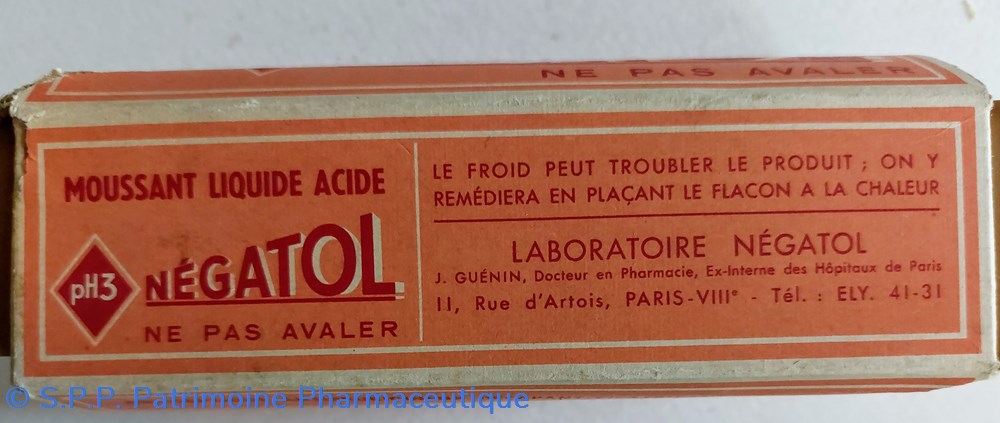 NE PAS AVALER
MOUSSANT LIQUIDE ACIDE
pH3
NÉGATOL
NE PAS AVALER
LE FROID PEUT TROUBLER LE PRODUIT ; ON Y
REMÉDIERA EN PLAÇANT LE FLACON A LA CHALEUR
LABORATOIRE NÉGATOL
J. GUÉNIN, Docteur en Pharmacie, Ex-Interne des Hôpitaux de Paris
11, Rue d'Artois, PARIS-VIIIᵉ - Tél. : ELY. 41-31
© S.P.P. Patrimoine Pharmaceutique